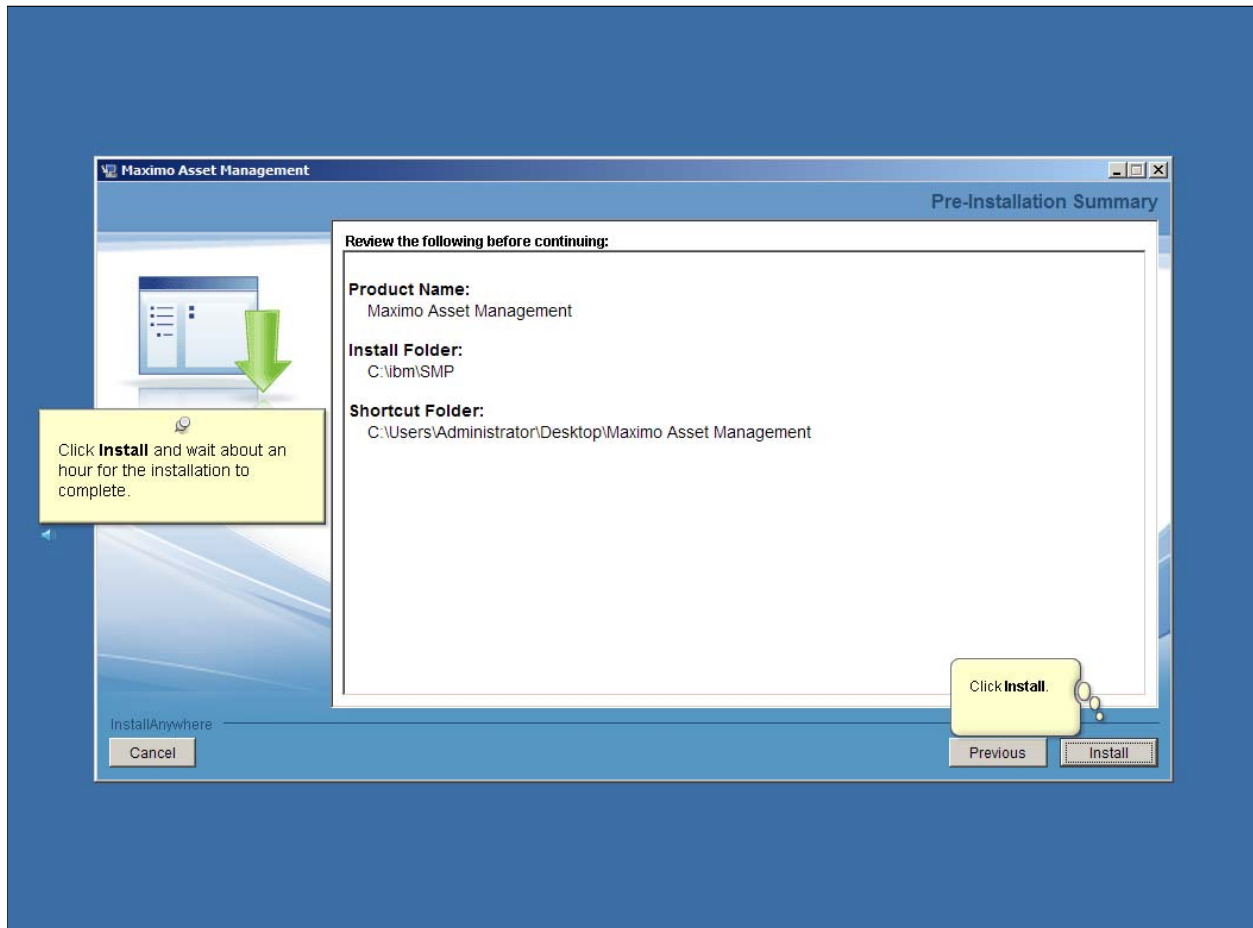 Maximo Asset Management
Pre-Installation Summary
Review the following before continuing:
Product Name:
Maximo Asset Management
Install Folder:
C:\ibm\SMP
Shortcut Folder:
C:\Users\Administrator\Desktop\Maximo Asset Management
Click Install and wait about an
hour for the installation to
complete.
Click Install.
InstallAnywhere
Cancel
Previous
Install